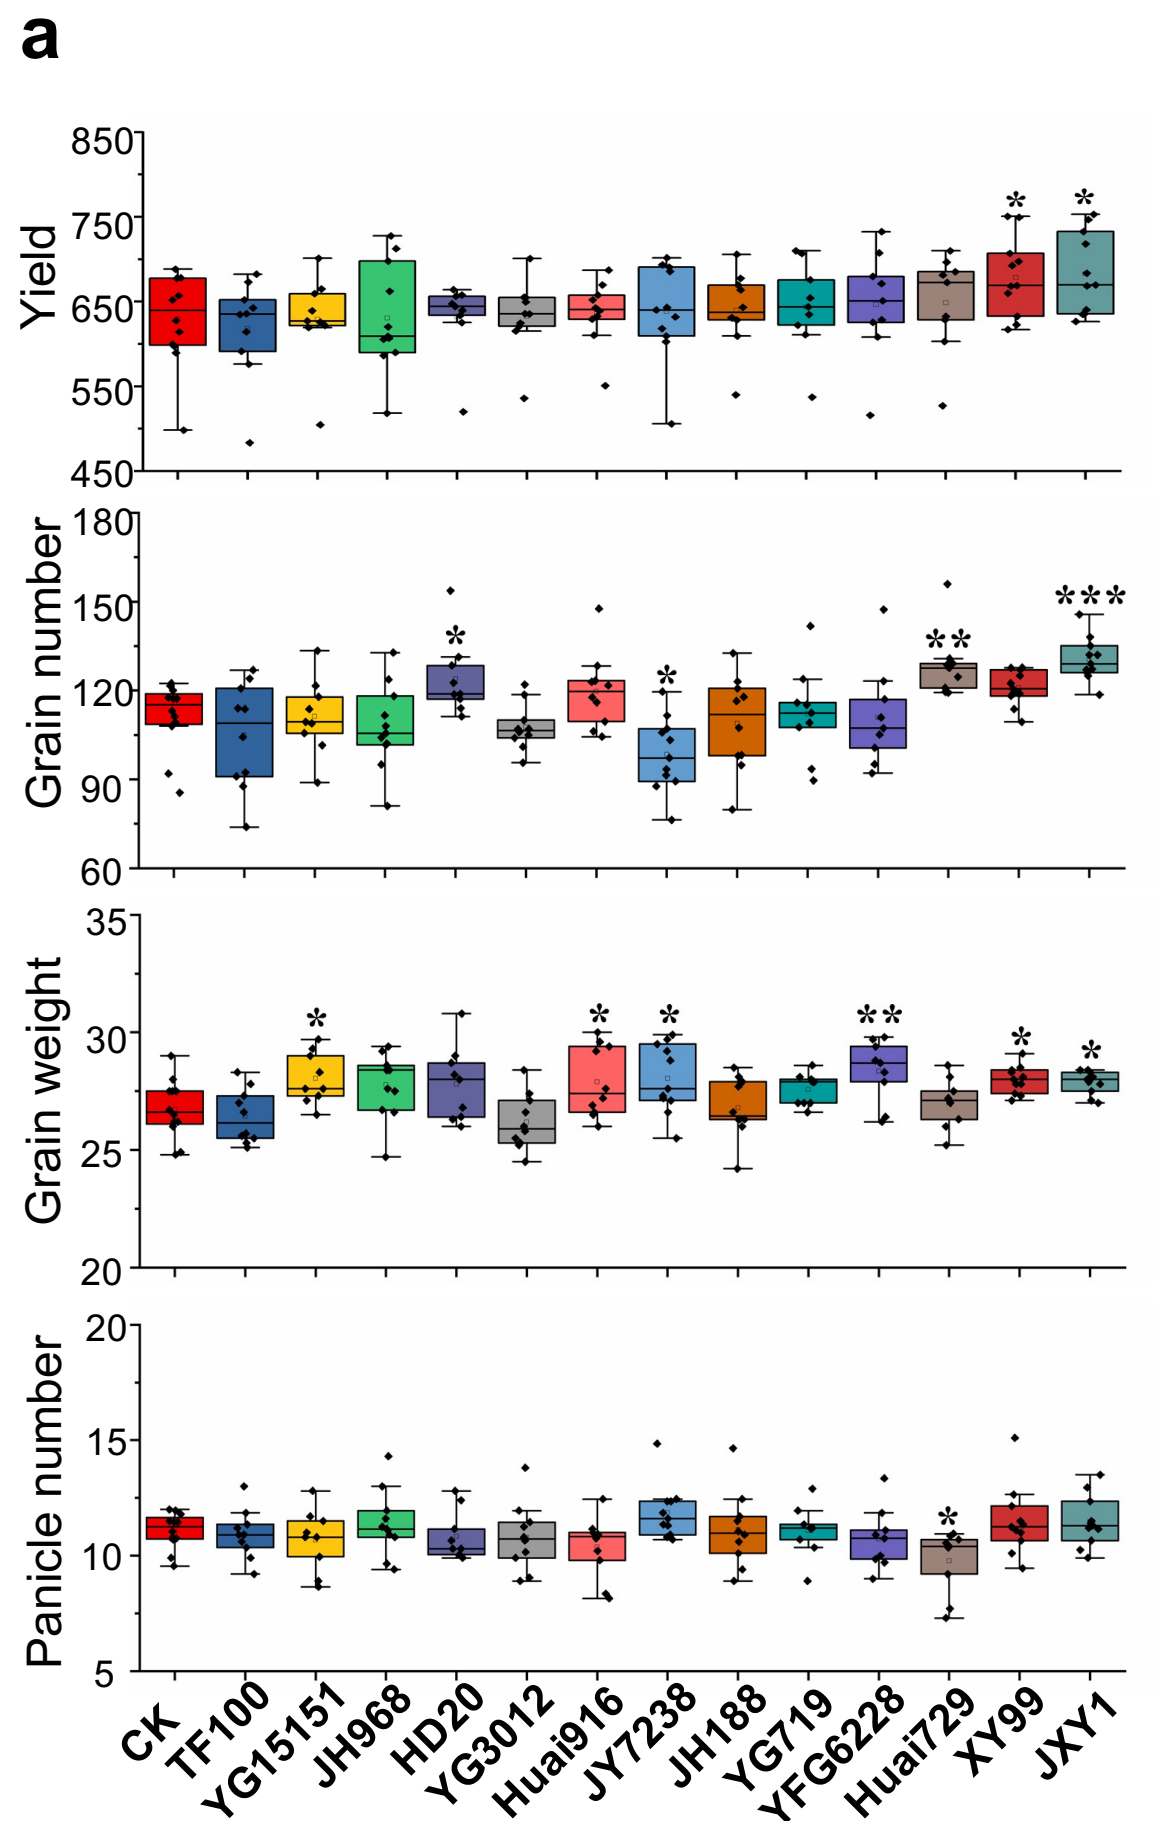 a
Yield
850
750
650
550
450
*
*
Grain number
180
150
120
90
60
*
*
**
***
Grain weight
35
30
25
20
*
*
*
**
*
*
Panicle number
20
15
10
5
*
CK
TF100
YG15151
JH968
HD20
YG3012
Huai916
JY7238
JH188
YG719
YFG6228
Huai729
XY99
JXY1